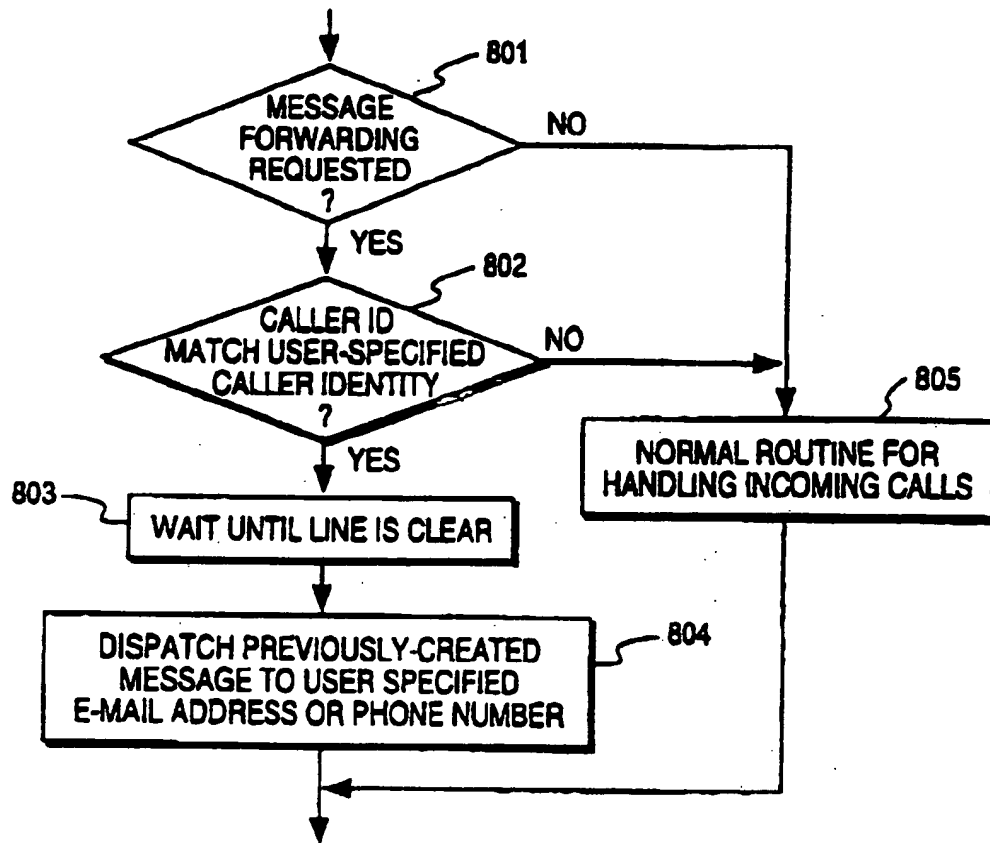 801
MESSAGE
FORWARDING
REQUESTED
?
NO
YES
802
CALLER ID
MATCH USER-SPECIFIED
CALLER IDENTITY
?
NO
YES
805
NORMAL ROUTINE FOR
HANDLING INCOMING CALLS
803
WAIT UNTIL LINE IS CLEAR
804
DISPATCH PREVIOUSLY-CREATED
MESSAGE TO USER SPECIFIED
E-MAIL ADDRESS OR PHONE NUMBER